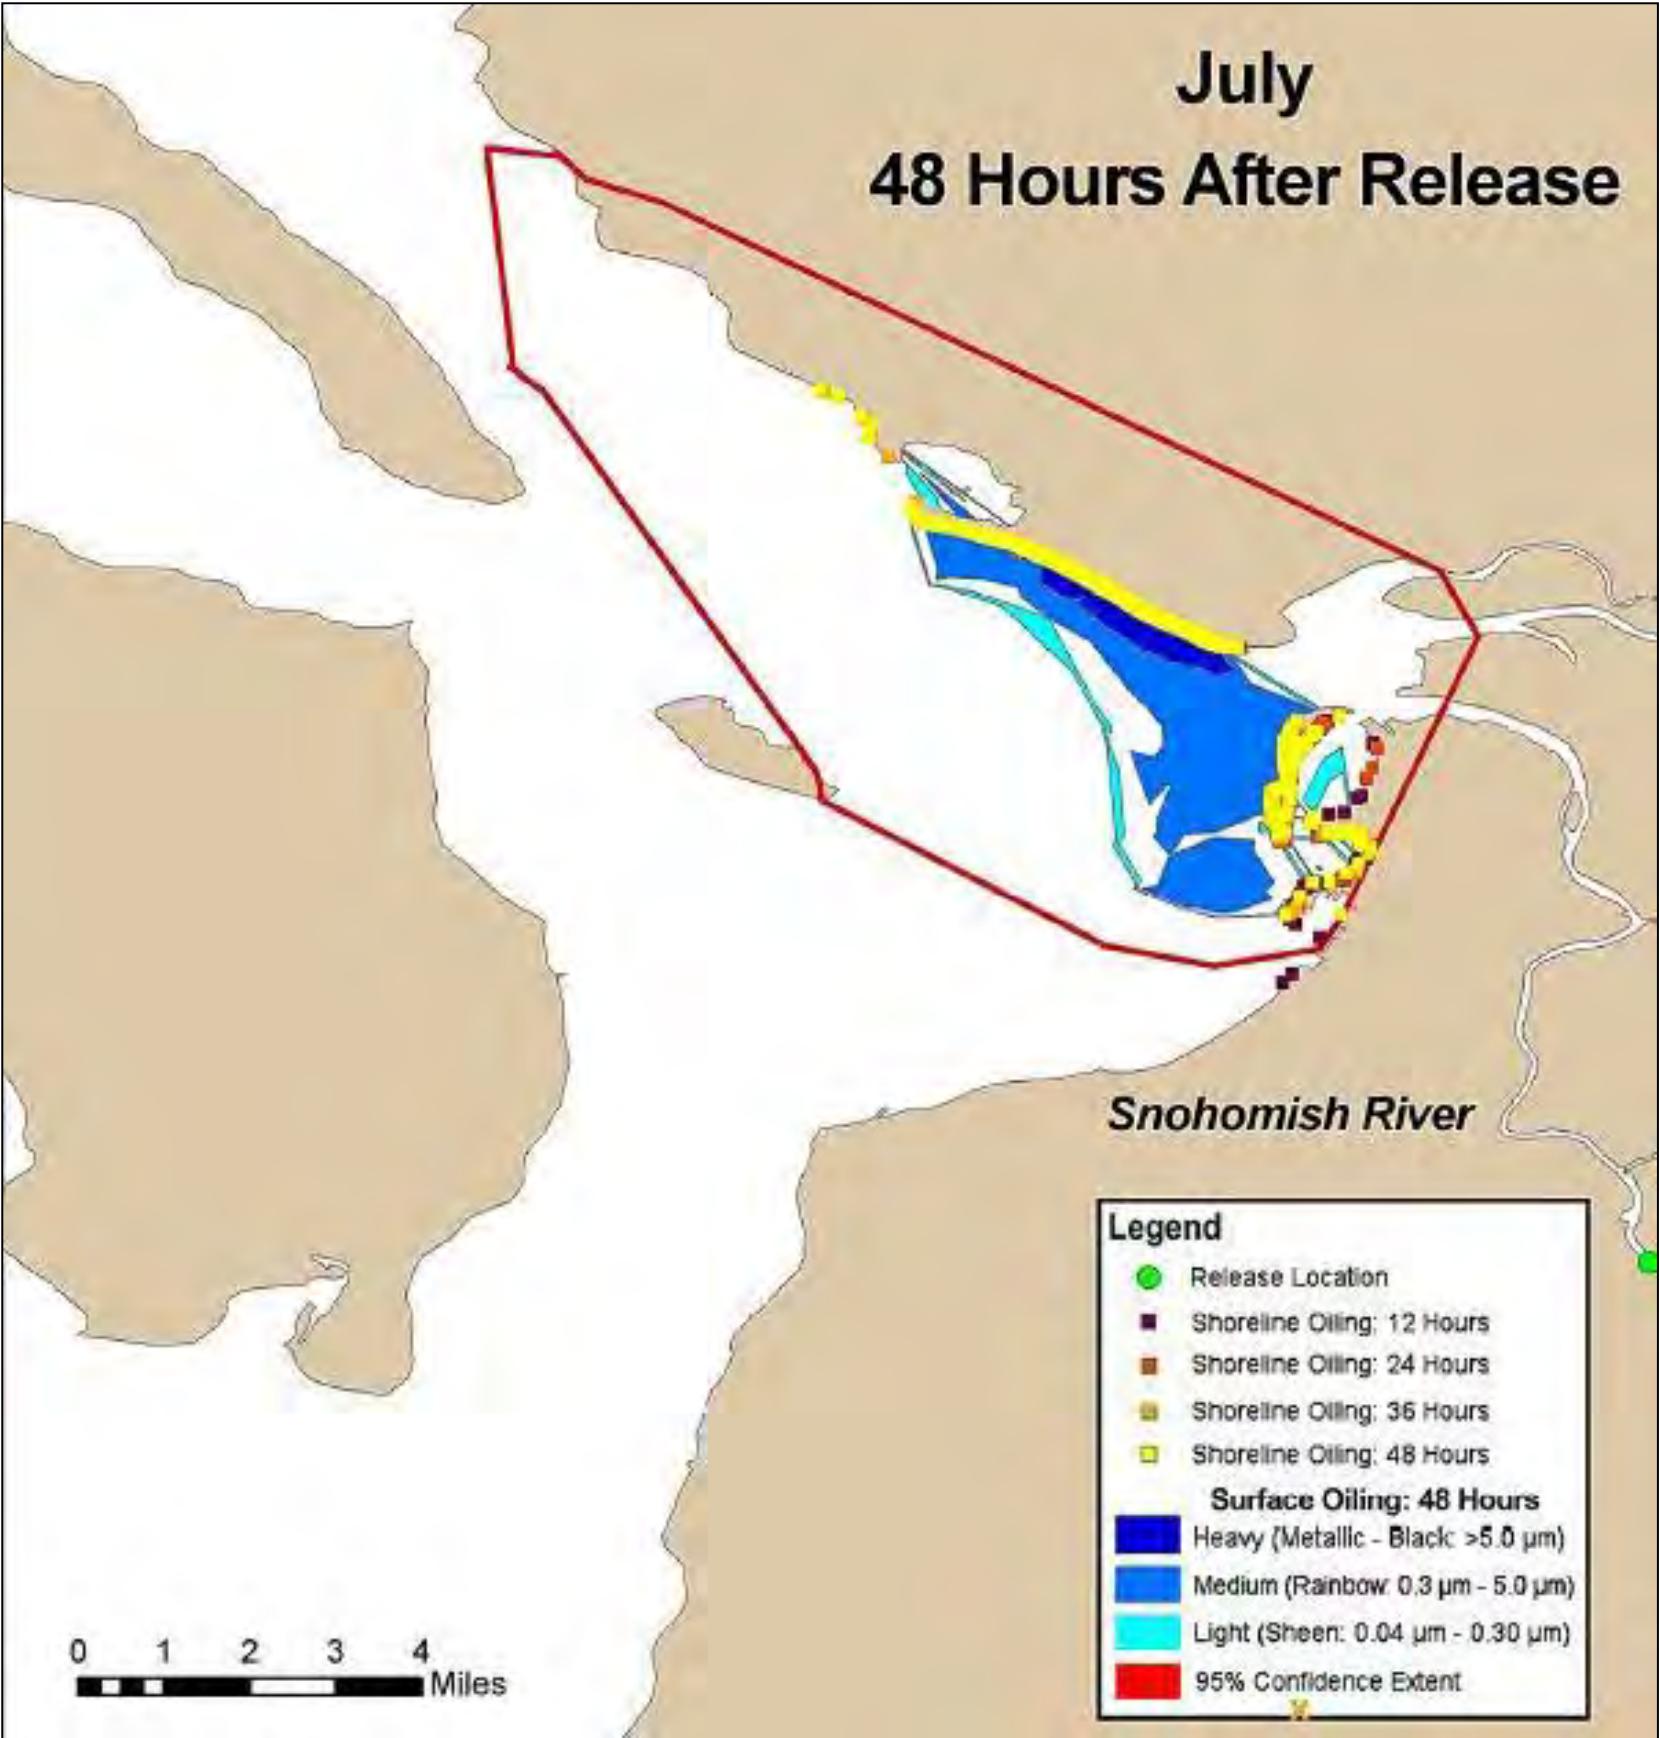 July
48 Hours After Release
Snohomish River
Legend
Release Location
Shoreline Oiling: 12 Hours
Shoreline Oiling: 24 Hours
Shoreline Oiling: 36 Hours
Shoreline Oiling: 48 Hours
Surface Oiling: 48 Hours
Heavy (Metallic - Black: >5.0 µm)
Medium (Rainbow: 0.3 µm - 5.0 µm)
Light (Sheen: 0.04 µm - 0.30 µm)
95% Confidence Extent
0 1 2 3 4
Miles